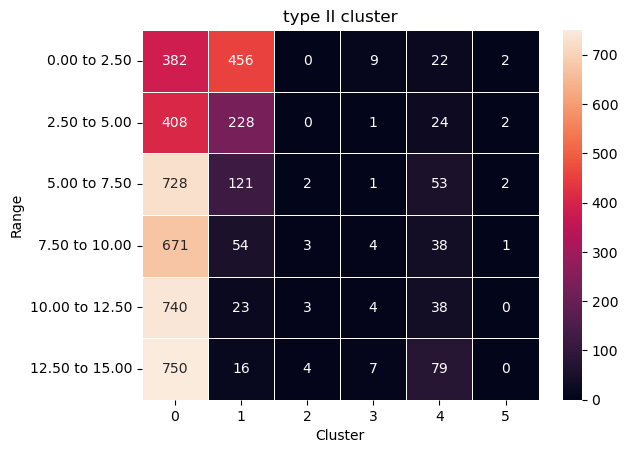 type II cluster
0.00 to 2.50 382 456 0 9 22 2
2.50 to 5.00 408 228 0 1 24 2
5.00 to 7.50 728 121 2 1 53 2
7.50 to 10.00 671 54 3 4 38 1
10.00 to 12.50 740 23 3 4 38 0
12.50 to 15.00 750 16 4 7 79 0
0 1 2 3 4 5
Cluster
Range
700
600
500
400
300
200
100
0